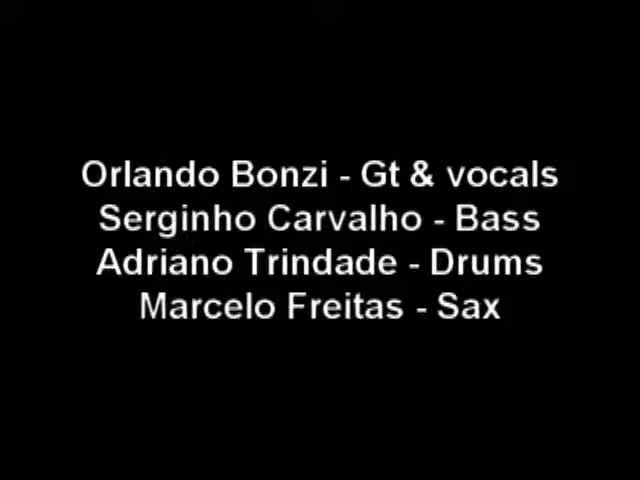 Orlando Bonzi - Gt & vocals
Serginho Carvalho - Bass
Adriano Trindade - Drums
Marcelo Freitas - Sax